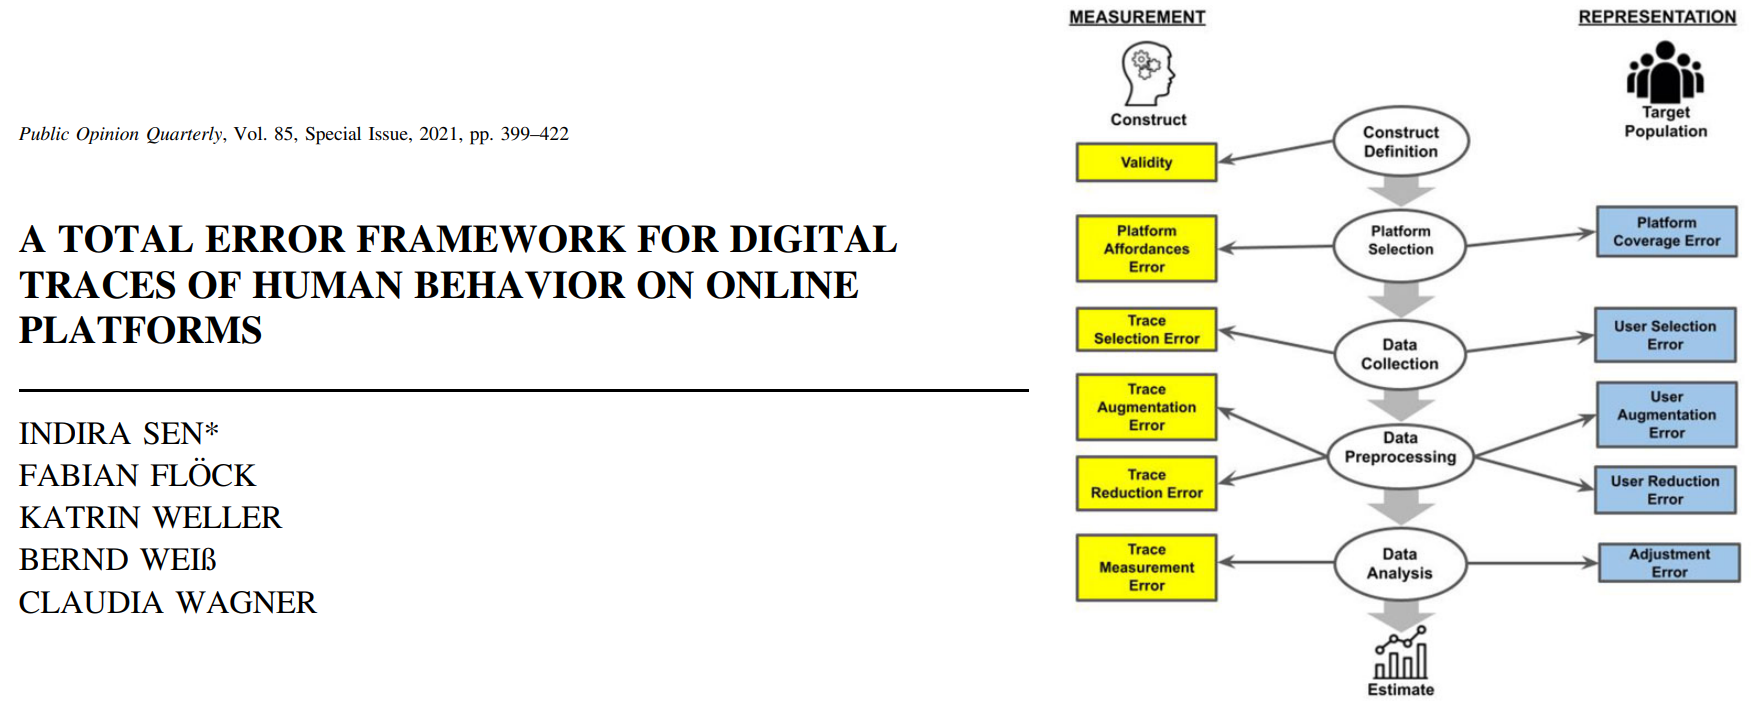 Public Opinion Quarterly, Vol. 85, Special Issue, 2021, pp. 399–422
A TOTAL ERROR FRAMEWORK FOR DIGITAL
TRACES OF HUMAN BEHAVIOR ON ONLINE
PLATFORMS
INDIRA SEN*
FABIAN FLÖCK
KATRIN WELLER
BERND WEIß
CLAUDIA WAGNER
MEASUREMENT
REPRESENTATION
Construct
Target
Population
Construct
Definition
Validity
Platform
Affordances
Error
Platform
Selection
Platform
Coverage Error
Trace
Selection Error
Data
Collection
User Selection
Error
Trace
Augmentation
Error
User
Augmentation
Error
Data
Preprocessing
Trace
Reduction Error
User Reduction
Error
Trace
Measurement
Error
Data
Analysis
Adjustment
Error
Estimate